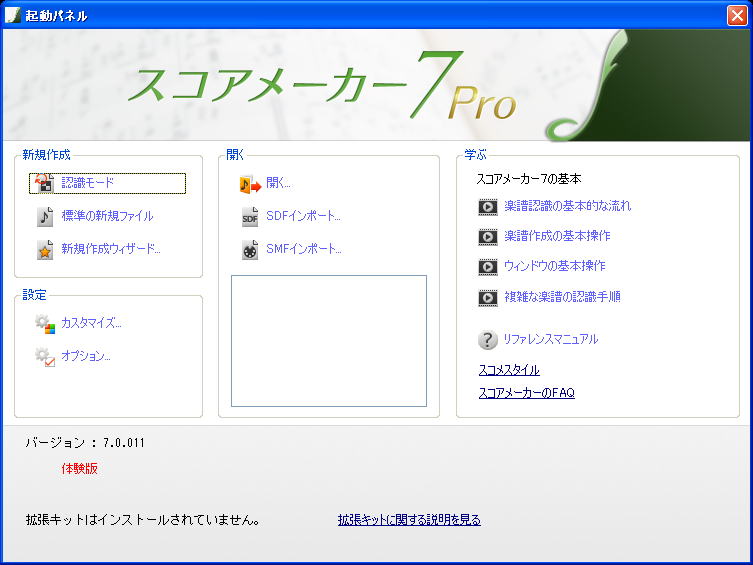 起動パネル
スコアメーカー7Pro
新規作成
認識モード
標準の新規ファイル
新規作成ウィザード...
設定
カスタマイズ...
オプション...
開く
開く...
SDF
SDFインポート...
SMFインポート...
学ぶ
スコアメーカー7の基本
楽譜認識の基本的な流れ
楽譜作成の基本操作
ウィンドウの基本操作
複雑な楽譜の認識手順
リファレンスマニュアル
スコメスタイル
スコアメーカーのFAQ
バージョン : 7.0.011
体験版
拡張キットはインストールされていません。
拡張キットに関する説明を見る